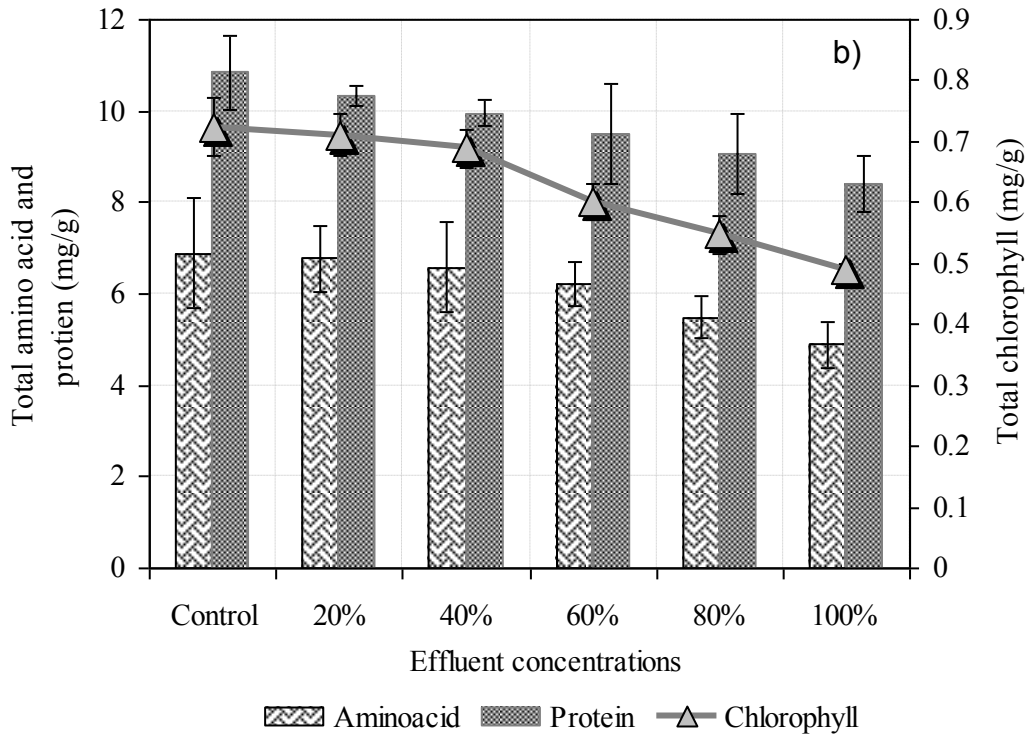 b)
Total amino acid and
protien (mg/g)
12
10
8
6
4
2
0
0.9
0.8
0.7
0.6
0.5
0.4
0.3
0.2
0.1
0
Total chlorophyll (mg/g)
Control 20% 40% 60% 80% 100%
Effluent concentrations
Aminoacid Protein Chlorophyll